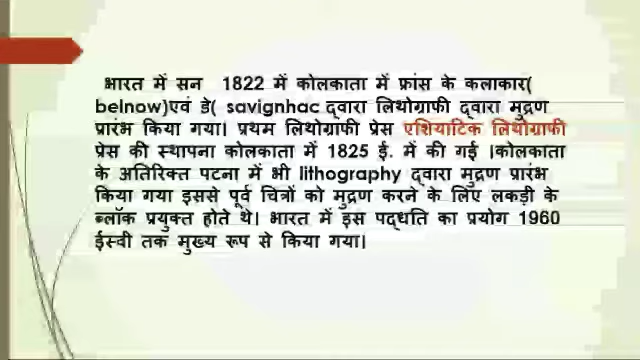 भारत में सन 1822 में कोलकाता में फ्रांस के कलाकार(
belnow)एवं डे( savignhac द्वारा लिथोग्राफी द्वारा मुद्रण
प्रारंभ किया गया। प्रथम लिथोग्राफी प्रेस एशियाटिक लिथोग्राफी
प्रेस की स्थापना कोलकाता में 1825 ई. में की गई ।कोलकाता
के अतिरिक्त पटना में भी lithography द्वारा मुद्रण प्रारंभ
किया गया इससे पूर्व चित्रों को मुद्रण करने के लिए लकड़ी के
ब्लॉक प्रयुक्त होते थे। भारत में इस पद्धति का प्रयोग 1960
ईस्वी तक मुख्य रूप से किया गया।